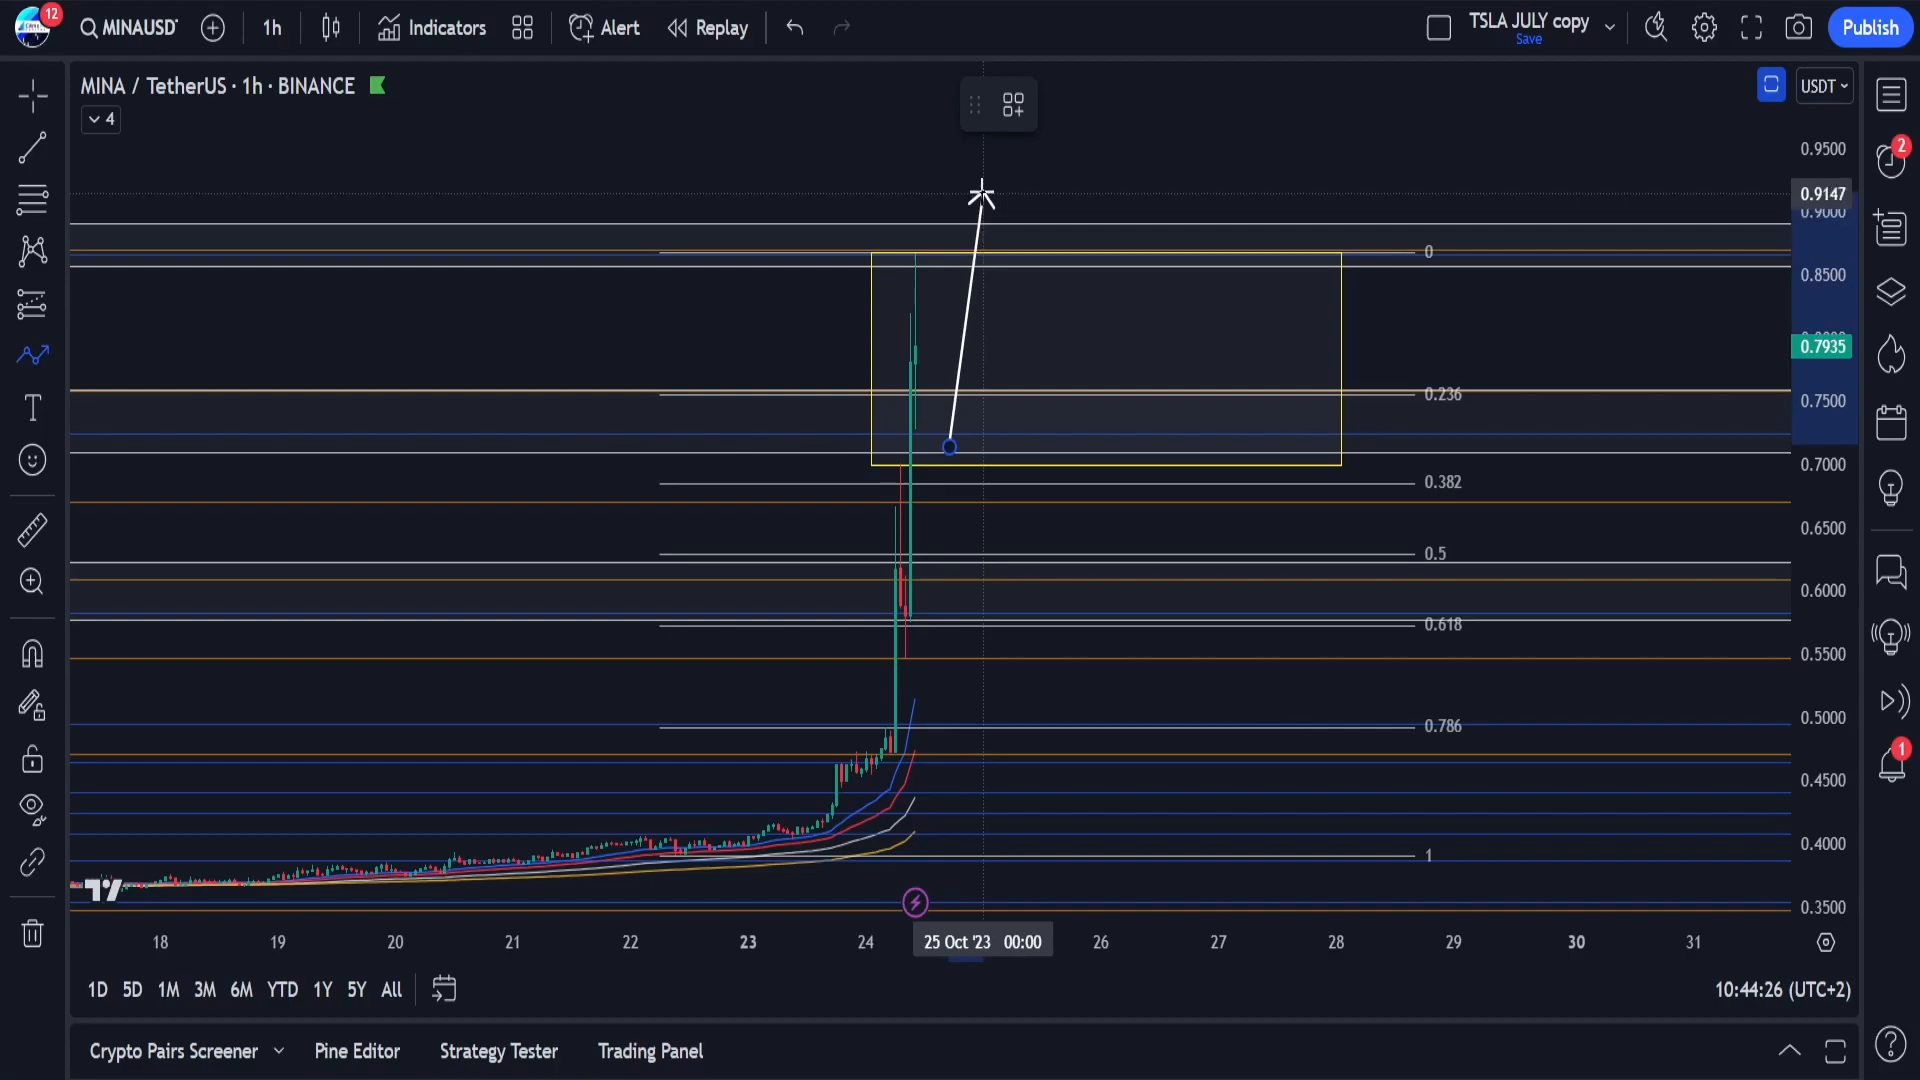 12
MINAUSDT
1h
Indicators
Alert
Replay
TSLA JULY copy
Save
Publish
MINA / TetherUS · 1h · BINANCE
USDT
4
0.9500
0.9147
0.9000
0
0.8500
0.7935
0.236
0.7500
0.7000
0.382
0.6500
0.5
0.6000
0.618
0.5500
0.786
0.5000
0.4500
0.4000
1
0.3500
2
1
18
19
20
21
22
23
24
25 Oct '23 00:00
26
27
28
29
30
31
1D 5D 1M 3M 6M YTD 1Y 5Y All
10:44:26 (UTC+2)
Crypto Pairs Screener
Pine Editor
Strategy Tester
Trading Panel